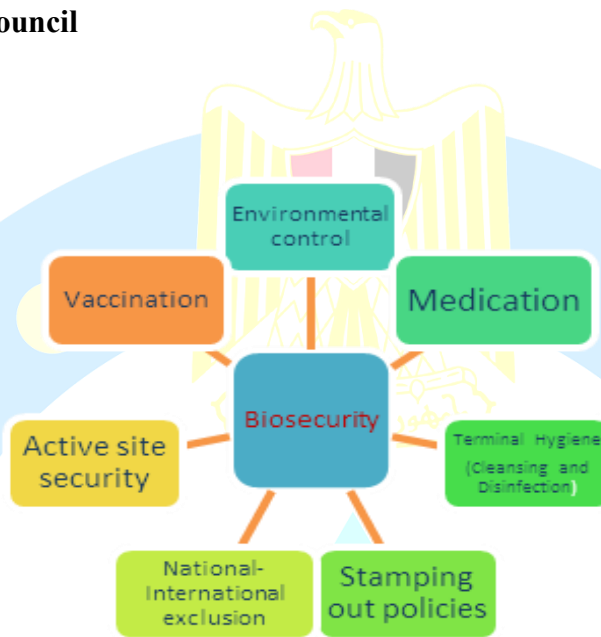 ouncil
Environmental
control
Vaccination
Medication
Biosecurity
Active site
security
Terminal Hygiene
(Cleansing and
Disinfection)
National-
International
exclusion
Stamping
out policies